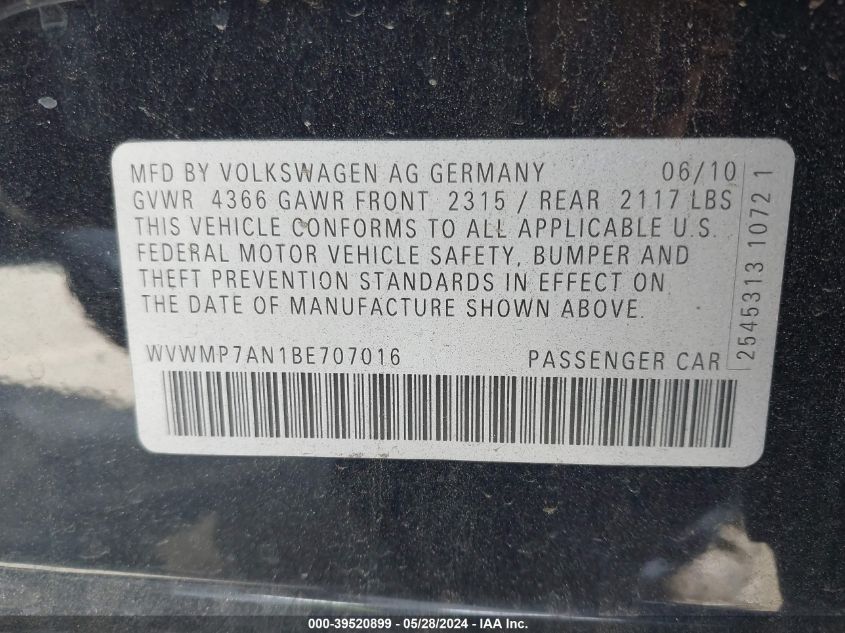 MFD BY VOLKSWAGEN AG GERMANY 06/10
GVWR 4366 GAWR FRONT 2315 / REAR 2117 LBS
THIS VEHICLE CONFORMS TO ALL APPLICABLE U.S.
FEDERAL MOTOR VEHICLE SAFETY, BUMPER AND
THEFT PREVENTION STANDARDS IN EFFECT ON
THE DATE OF MANUFACTURE SHOWN ABOVE.
WVWMP7AN1BE707016 PASSENGER CAR
2545313 1072 1
000-39520899 - 05/28/2024 - IAA Inc.